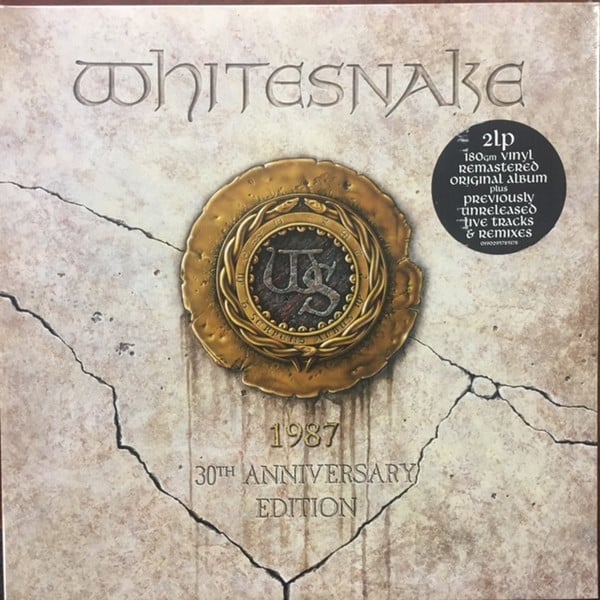 WHITESNAKE
2LP
180GM VINYL
REMASTERED
ORIGINAL ALBUM
plus
PREVIOUSLY
UNRELEASED
LIVE TRACKS
& REMIXES
WS
1987
30TH ANNIVERSARY
EDITION